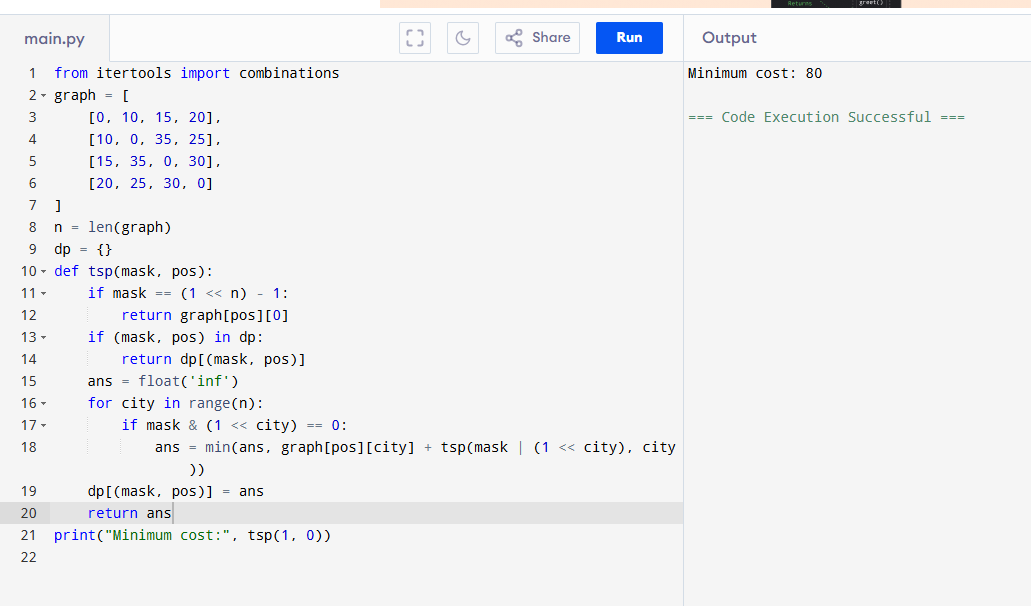 Returns greet()
main.py Share Run Output
1 from itertools import combinations
2 graph = [
3 [0, 10, 15, 20],
4 [10, 0, 35, 25],
5 [15, 35, 0, 30],
6 [20, 25, 30, 0]
7 ]
8 n = len(graph)
9 dp = {}
10 def tsp(mask, pos):
11 if mask == (1 << n) - 1:
12 return graph[pos][0]
13 if (mask, pos) in dp:
14 return dp[(mask, pos)]
15 ans = float('inf')
16 for city in range(n):
17 if mask & (1 << city) == 0:
18 ans = min(ans, graph[pos][city] + tsp(mask | (1 << city), city
))
19 dp[(mask, pos)] = ans
20 return ans
21 print("Minimum cost:", tsp(1, 0))
22
Minimum cost: 80
=== Code Execution Successful ===